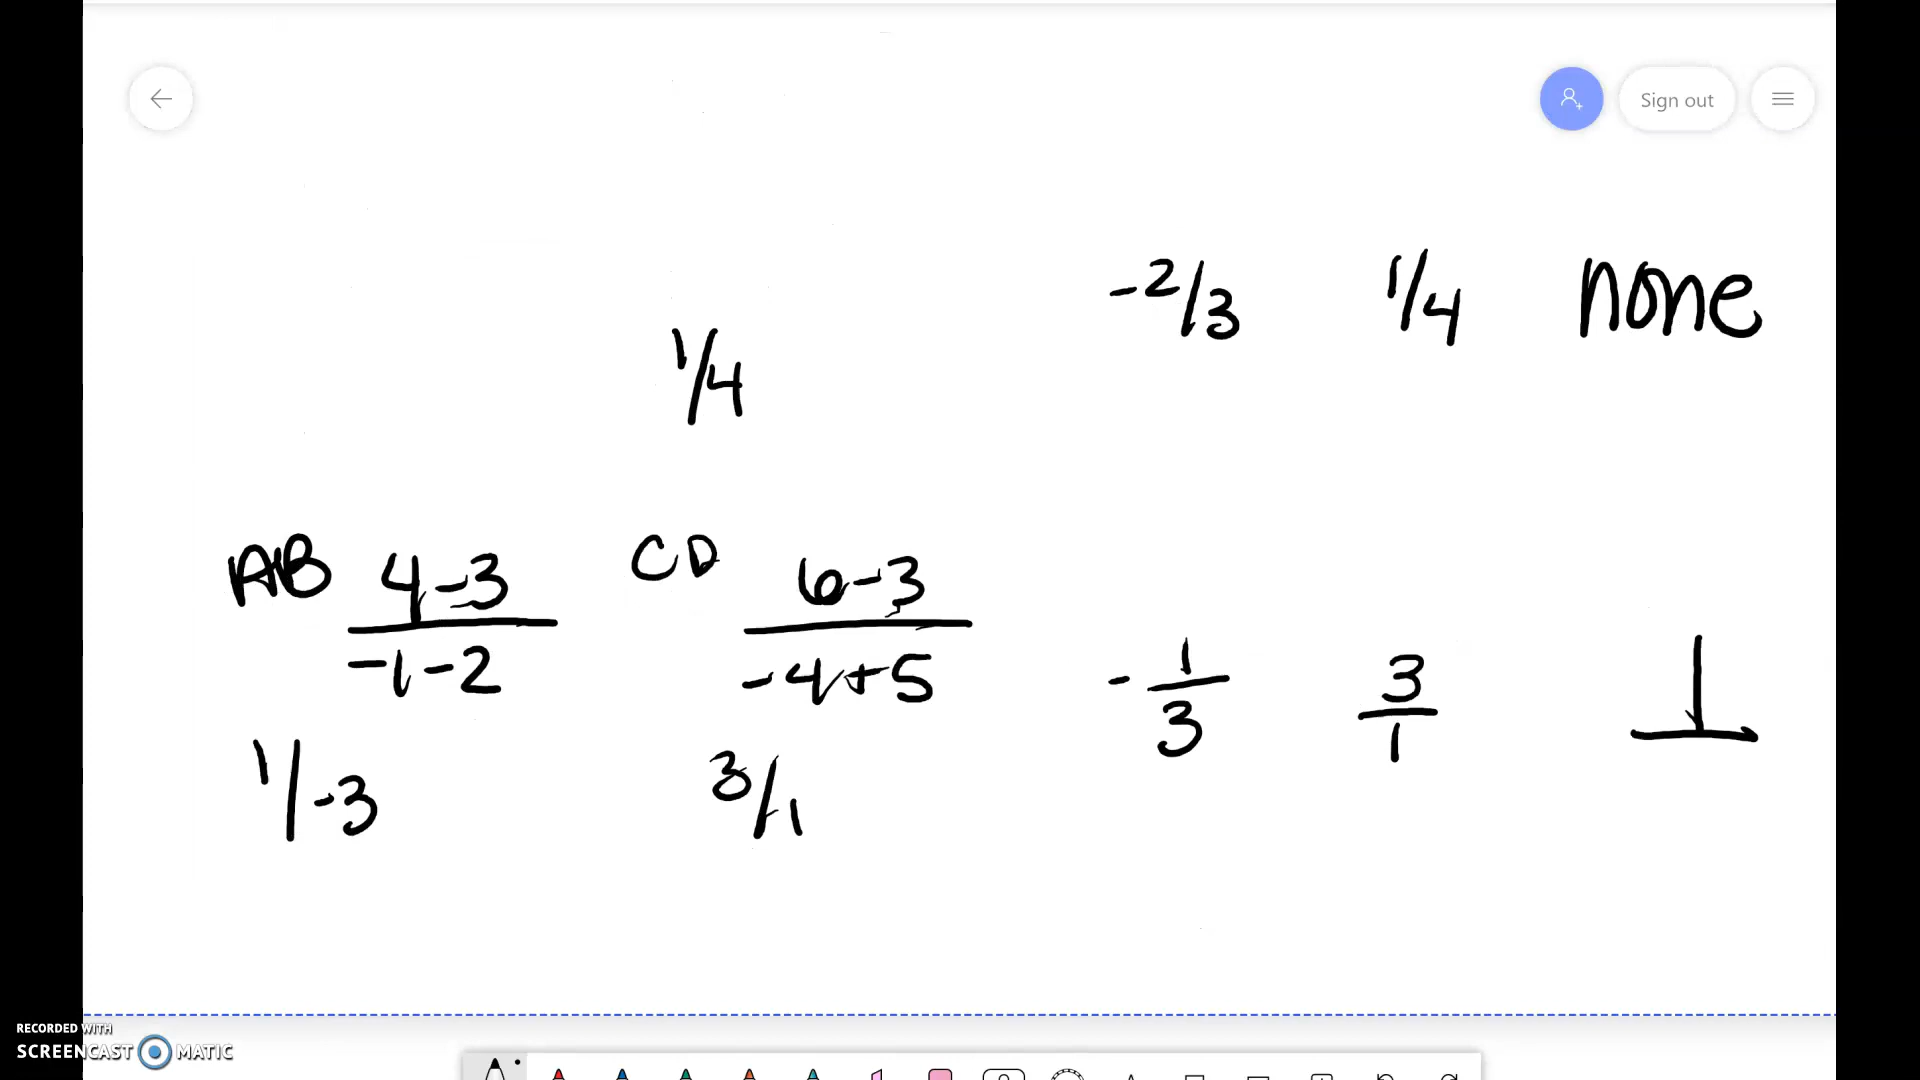 Sign out
-2/3 1/4 none
1/4
AB 4-3 CD 6-3
-1-2 -4+5 -1/3 3/1 ⊥
1/-3 3/1
RECORDED WITH
SCREENCAST MATIC